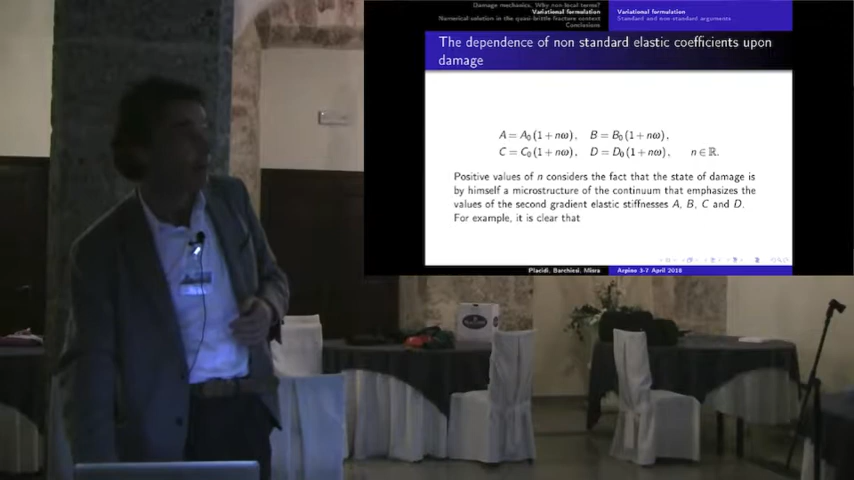 Damage mechanics. Why non local terms?
Variational formulation
Numerical solution in the quasi-brittle fracture context
Conclusions
Variational formulation
Standard and non-standard arguments
The dependence of non standard elastic coefficients upon
damage
A = A₀ (1 + nω), B = B₀ (1 + nω),
C = C₀ (1 + nω), D = D₀ (1 + nω), n ∈ ℝ.
Positive values of n considers the fact that the state of damage is
by himself a microstructure of the continuum that emphasizes the
values of the second gradient elastic stiffnesses A, B, C and D.
For example, it is clear that
Placidi, Barchiesi, Misra
Arpino 3-7 April 2018